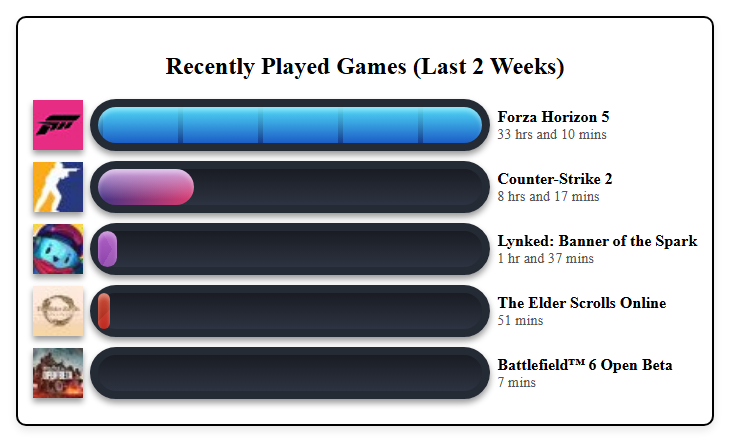 Recently Played Games (Last 2 Weeks)
Forza Horizon 5
33 hrs and 10 mins
Counter-Strike 2
8 hrs and 17 mins
Lynked: Banner of the Spark
1 hr and 37 mins
The Elder Scrolls Online
51 mins
OPEN BETA
Battlefield™ 6 Open Beta
7 mins